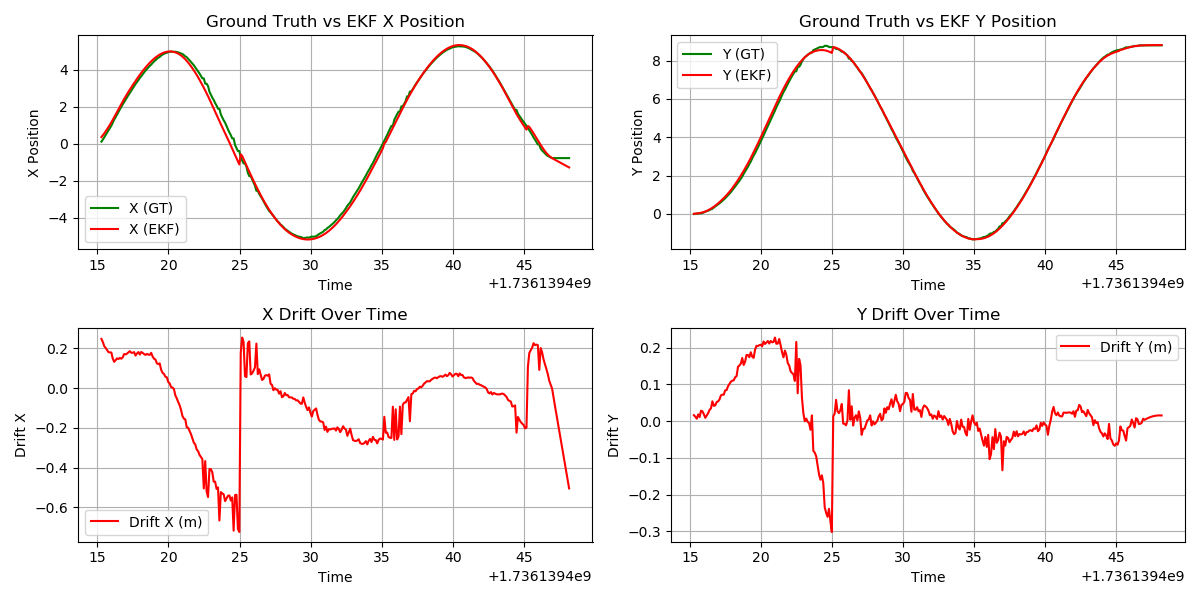 Ground Truth vs EKF X Position
X Position
4
2
0
−2
−4
X (GT)
X (EKF)
15 20 25 30 35 40 45
Time
+1.7361394e9
Ground Truth vs EKF Y Position
Y Position
8
6
4
2
0
Y (GT)
Y (EKF)
15 20 25 30 35 40 45
Time
+1.7361394e9
X Drift Over Time
Drift X
0.2
0.0
−0.2
−0.4
−0.6
Drift X (m)
15 20 25 30 35 40 45
Time
+1.7361394e9
Y Drift Over Time
Drift Y
0.2
0.1
0.0
−0.1
−0.2
−0.3
Drift Y (m)
15 20 25 30 35 40 45
Time
+1.7361394e9